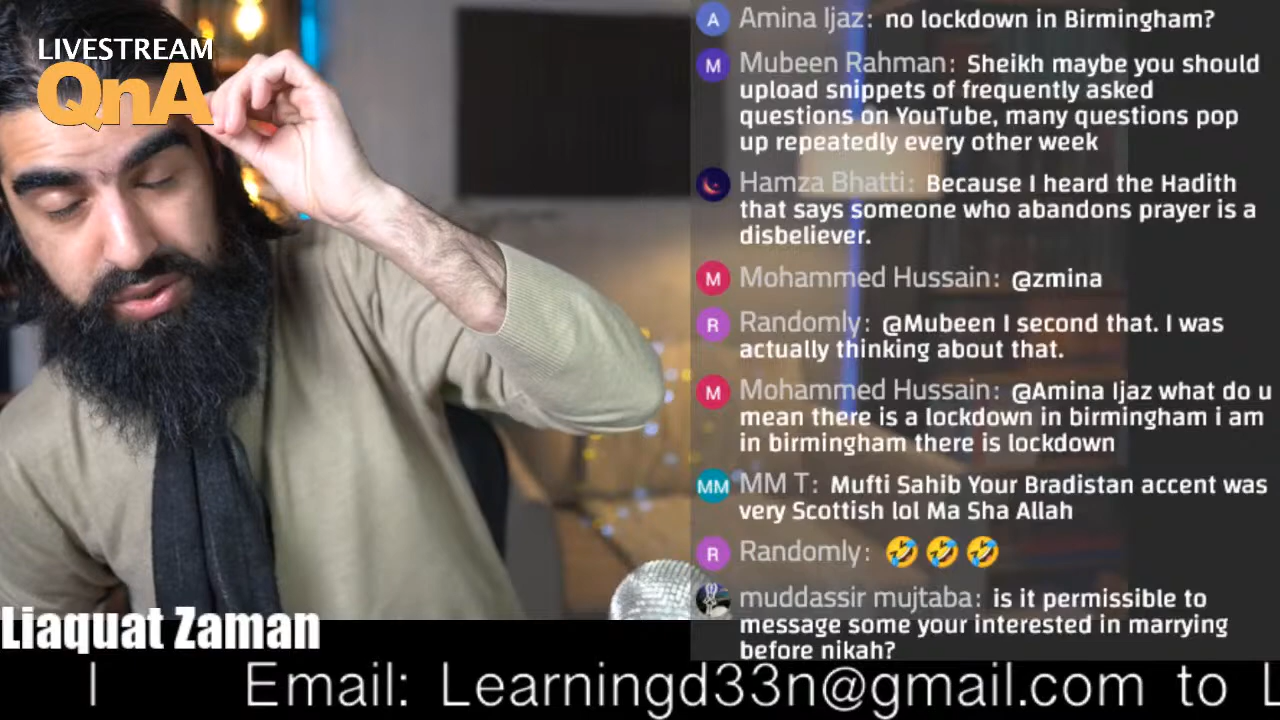 LIVESTREAM
QnA
A Amina Ijaz: no lockdown in Birmingham?
M Mubeen Rahman: Sheikh maybe you should
upload snippets of frequently asked
questions on YouTube, many questions pop
up repeatedly every other week
Hamza Bhatti: Because I heard the Hadith
that says someone who abandons prayer is a
disbeliever.
M Mohammed Hussain: @zmina
R Randomly: @Mubeen I second that. I was
actually thinking about that.
M Mohammed Hussain: @Amina Ijaz what do u
mean there is a lockdown in birmingham i am
in birmingham there is lockdown
MM MM T: Mufti Sahib Your Bradistan accent was
very Scottish lol Ma Sha Allah
R Randomly: 🤣 🤣 🤣
muddassir mujtaba: is it permissible to
message some your interested in marrying
before nikah?
Liaquat Zaman
| Email: Learningd33n@gmail.com to L